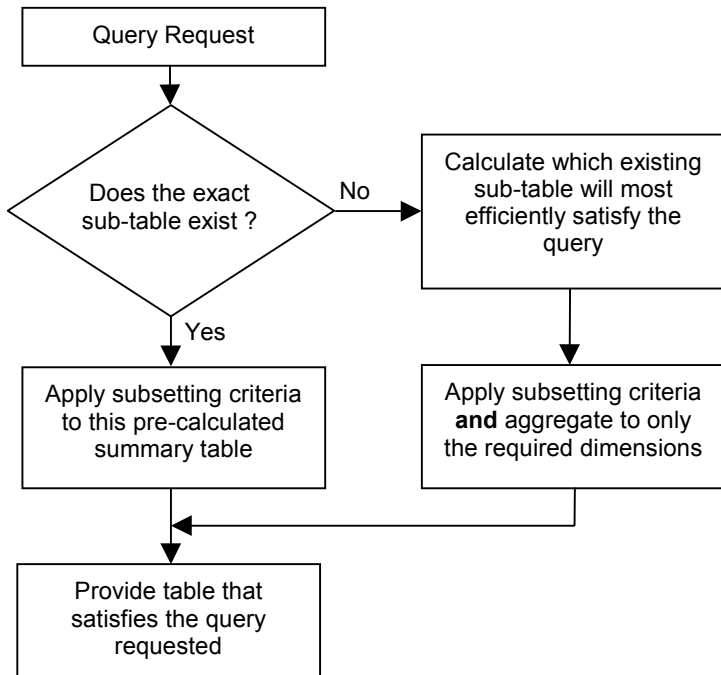 Query Request
Does the exact
sub-table exist ?
No
Calculate which existing
sub-table will most
efficiently satisfy the
query
Yes
Apply subsetting criteria
to this pre-calculated
summary table
Apply subsetting criteria
and aggregate to only
the required dimensions
Provide table that
satisfies the query
requested